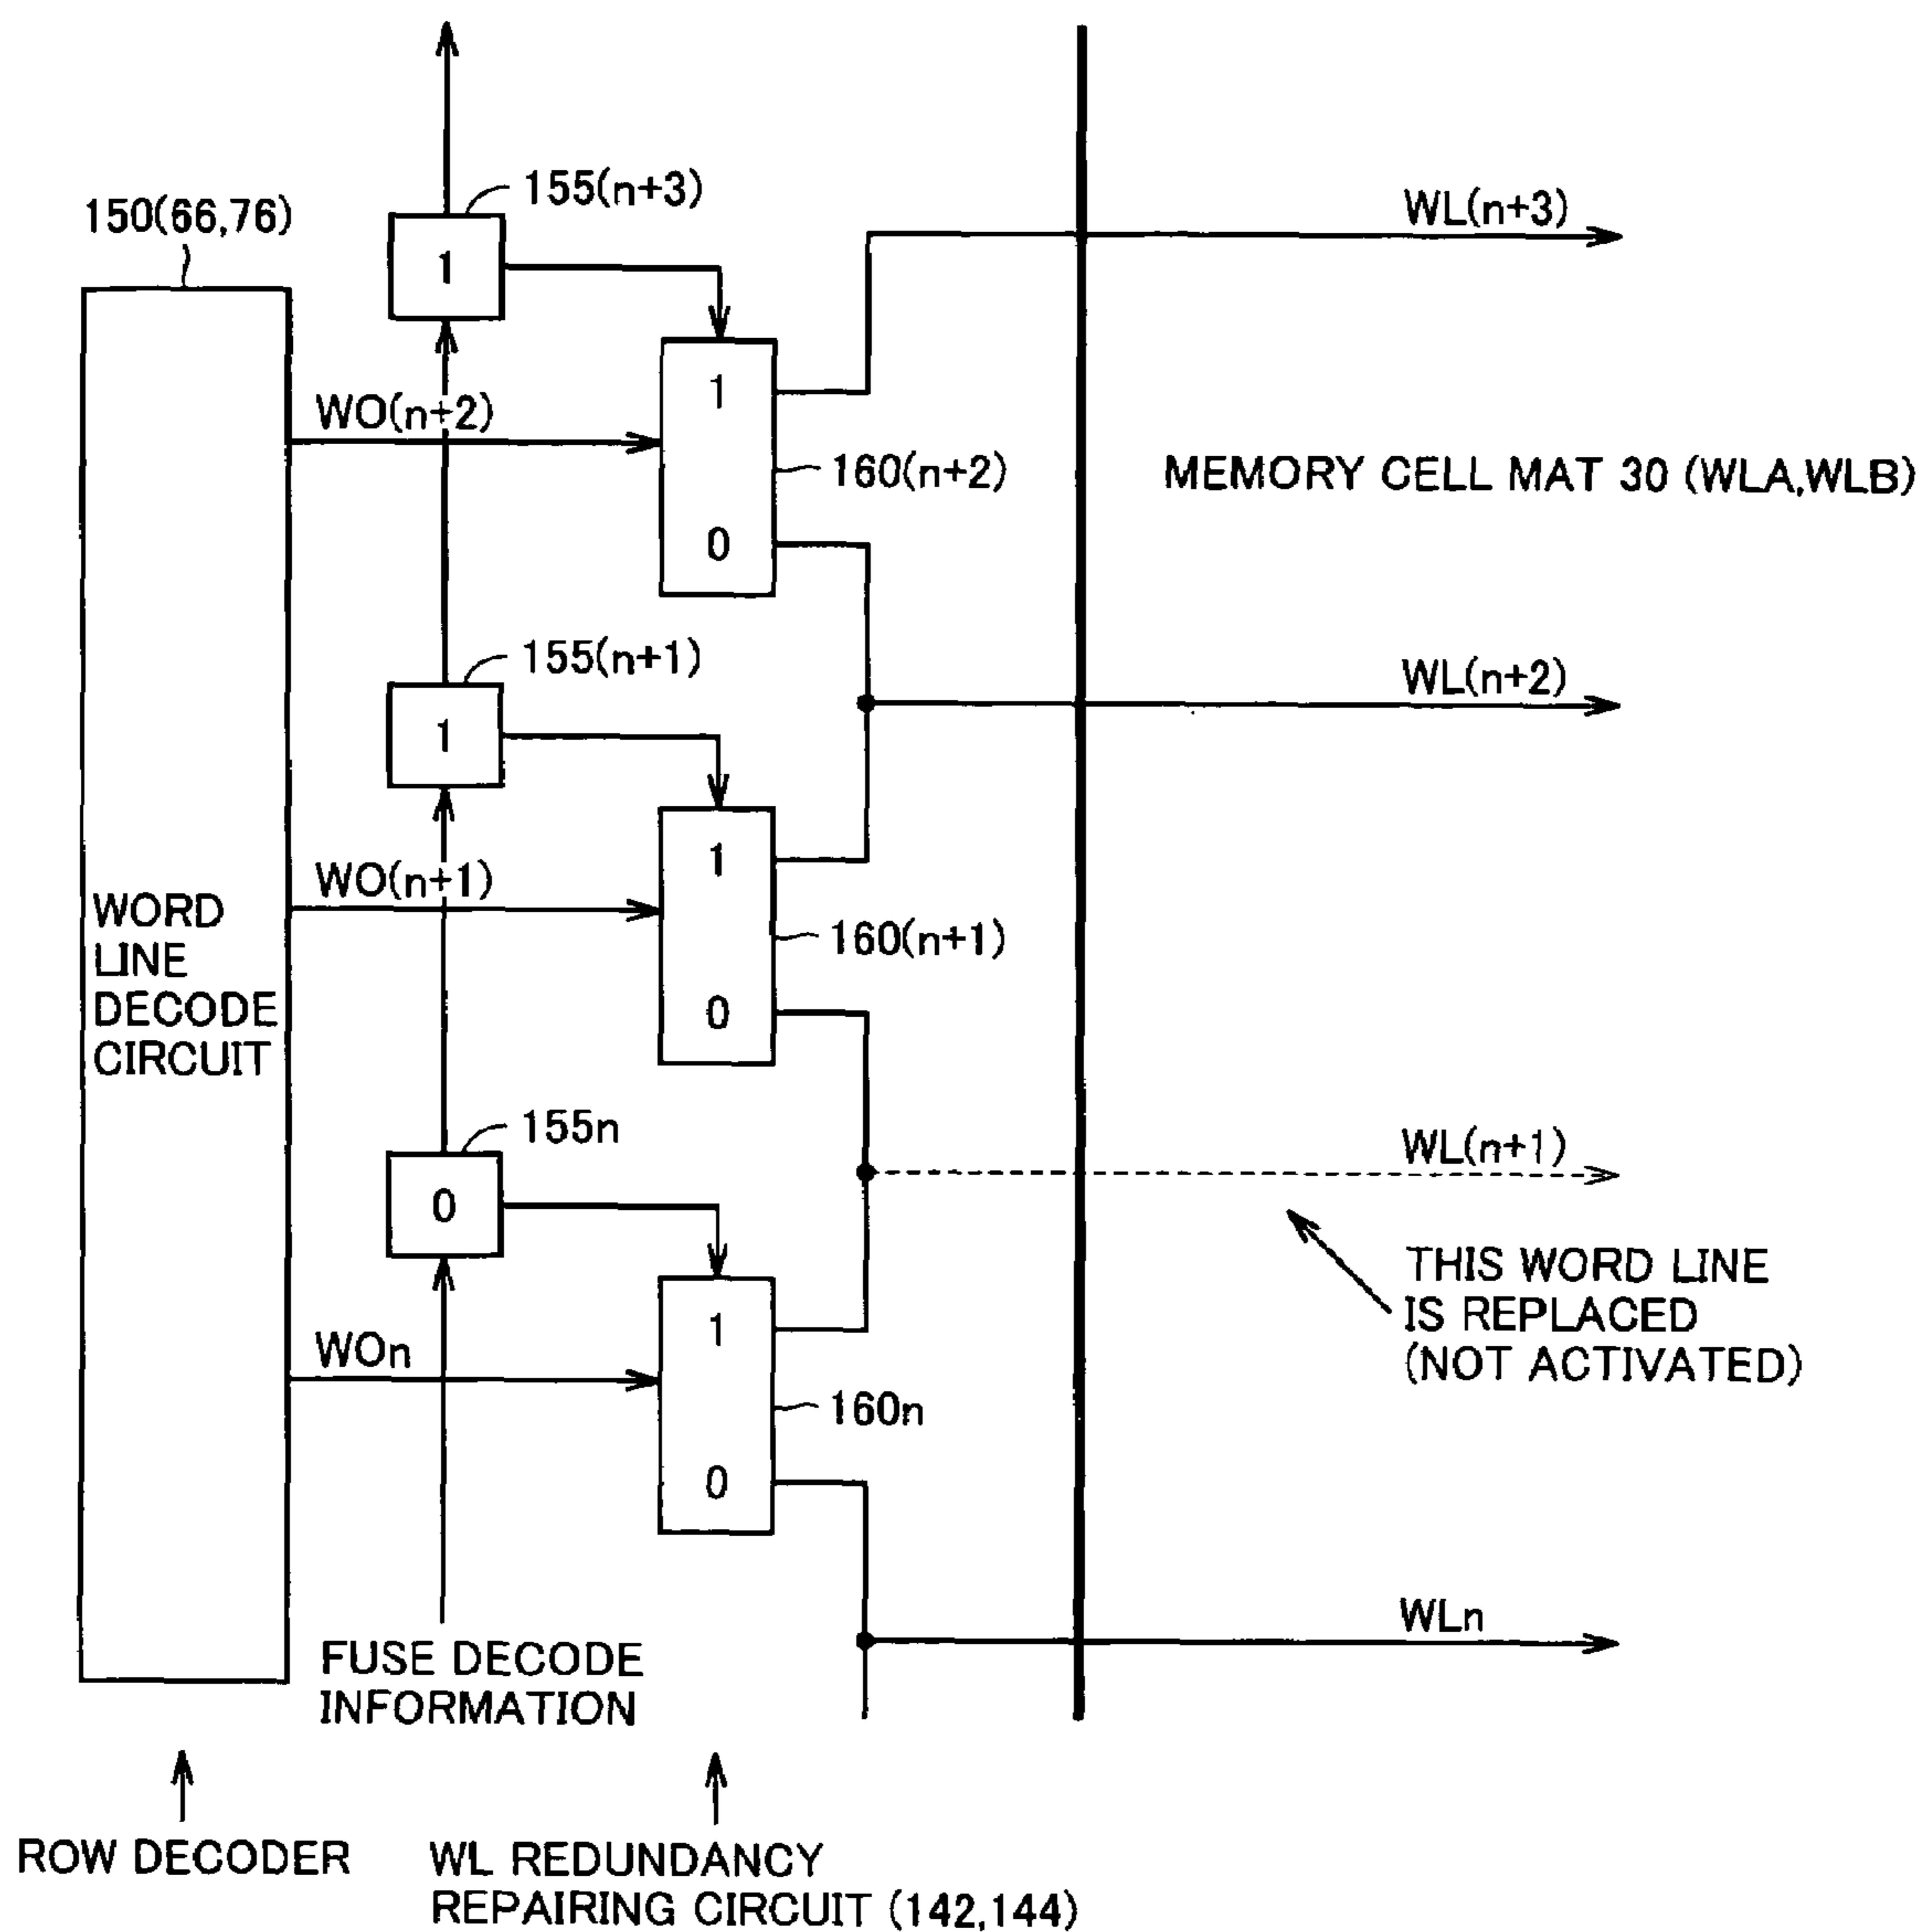 155(n+3)
150(66,76)
WL(n+3)
1
1
WO(n+2)
160(n+2)
MEMORY CELL MAT 30 (WLA,WLB)
0
155(n+1)
WL(n+2)
1
1
WO(n+1)
WORD
LINE
DECODE
CIRCUIT
160(n+1)
0
155n
WL(n+1)
0
THIS WORD LINE
IS REPLACED
(NOT ACTIVATED)
1
WOn
160n
0
WLn
FUSE DECODE
INFORMATION
ROW DECODER
WL REDUNDANCY
REPAIRING CIRCUIT (142,144)